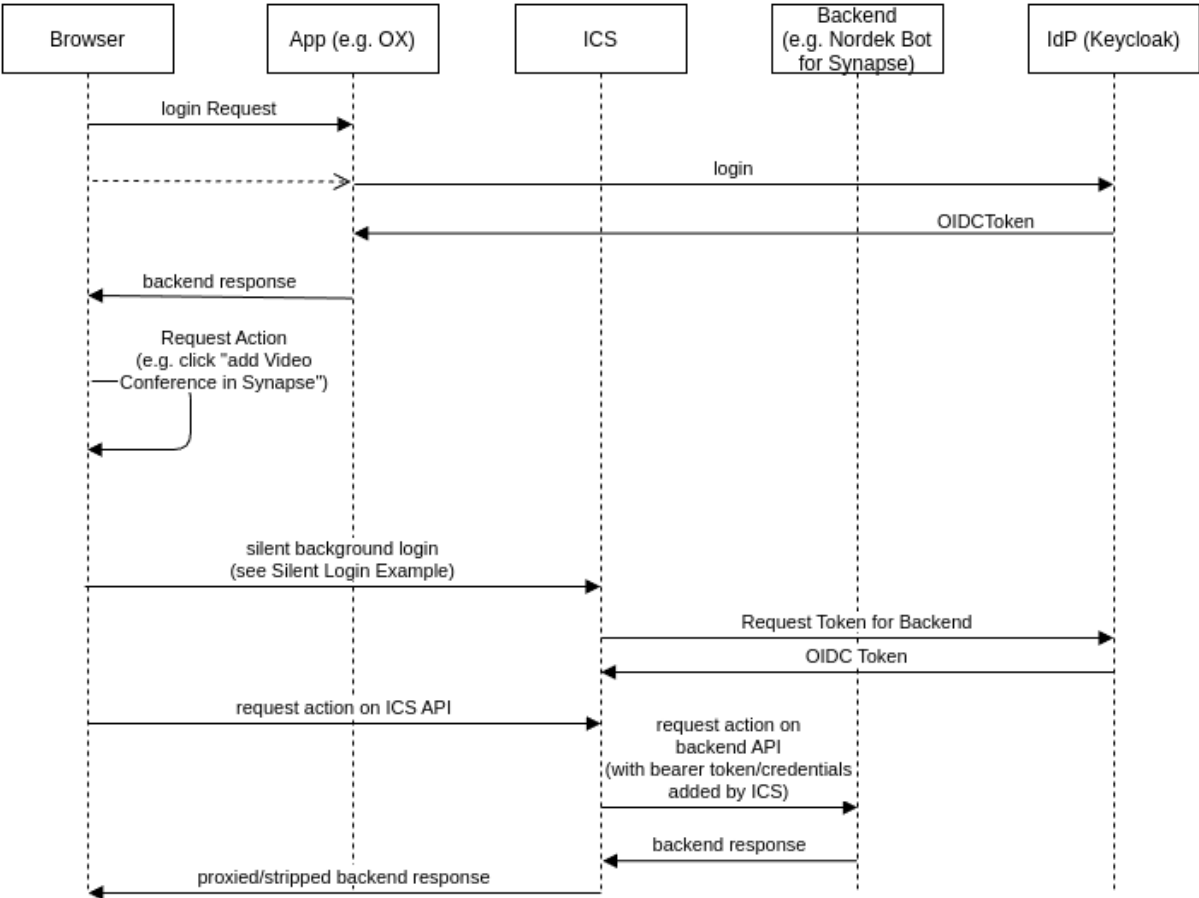 Browser
App (e.g. OX)
ICS
Backend
(e.g. Nordek Bot
for Synapse)
IdP (Keycloak)
login Request
login
OIDCToken
backend response
Request Action
(e.g. click "add Video
Conference in Synapse")
silent background login
(see Silent Login Example)
Request Token for Backend
OIDC Token
request action on ICS API
request action on
backend API
(with bearer token/credentials
added by ICS)
backend response
proxied/stripped backend response